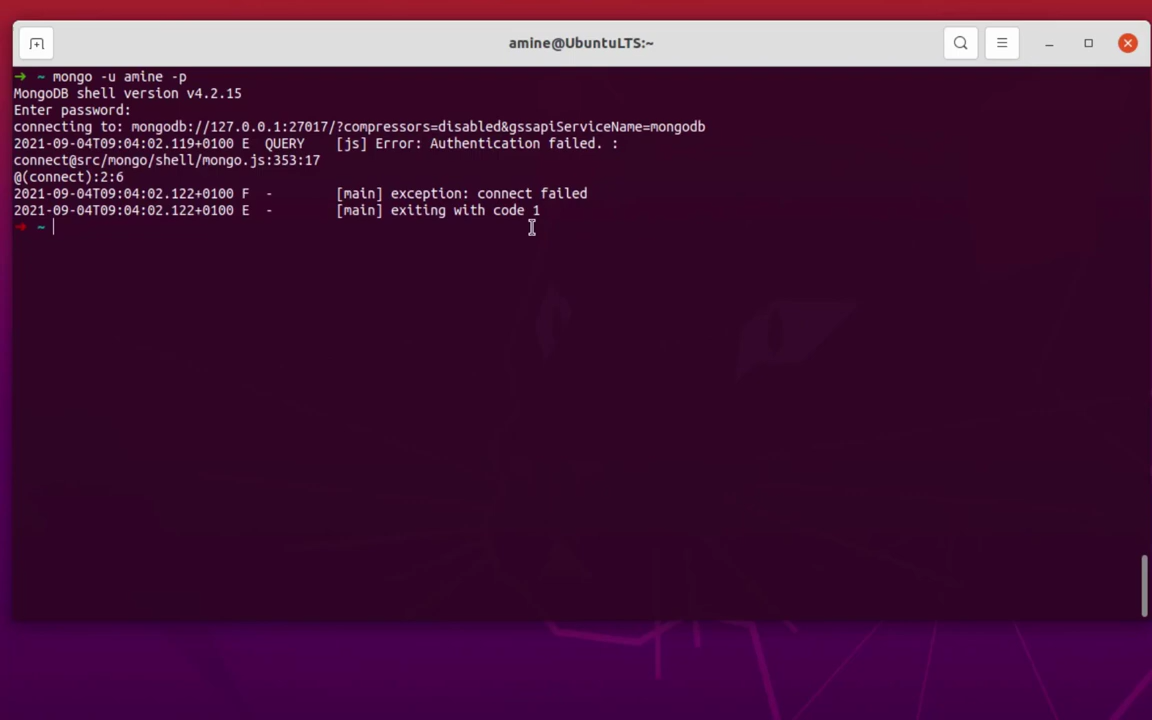 amine@UbuntuLTS:~
➜ ~ mongo -u amine -p
MongoDB shell version v4.2.15
Enter password:
connecting to: mongodb://127.0.0.1:27017/?compressors=disabled&gssapiServiceName=mongodb
2021-09-04T09:04:02.119+0100 E  QUERY    [js] Error: Authentication failed. :
connect@src/mongo/shell/mongo.js:353:17
@(connect):2:6
2021-09-04T09:04:02.122+0100 F  -        [main] exception: connect failed
2021-09-04T09:04:02.122+0100 E  -        [main] exiting with code 1
➜ ~